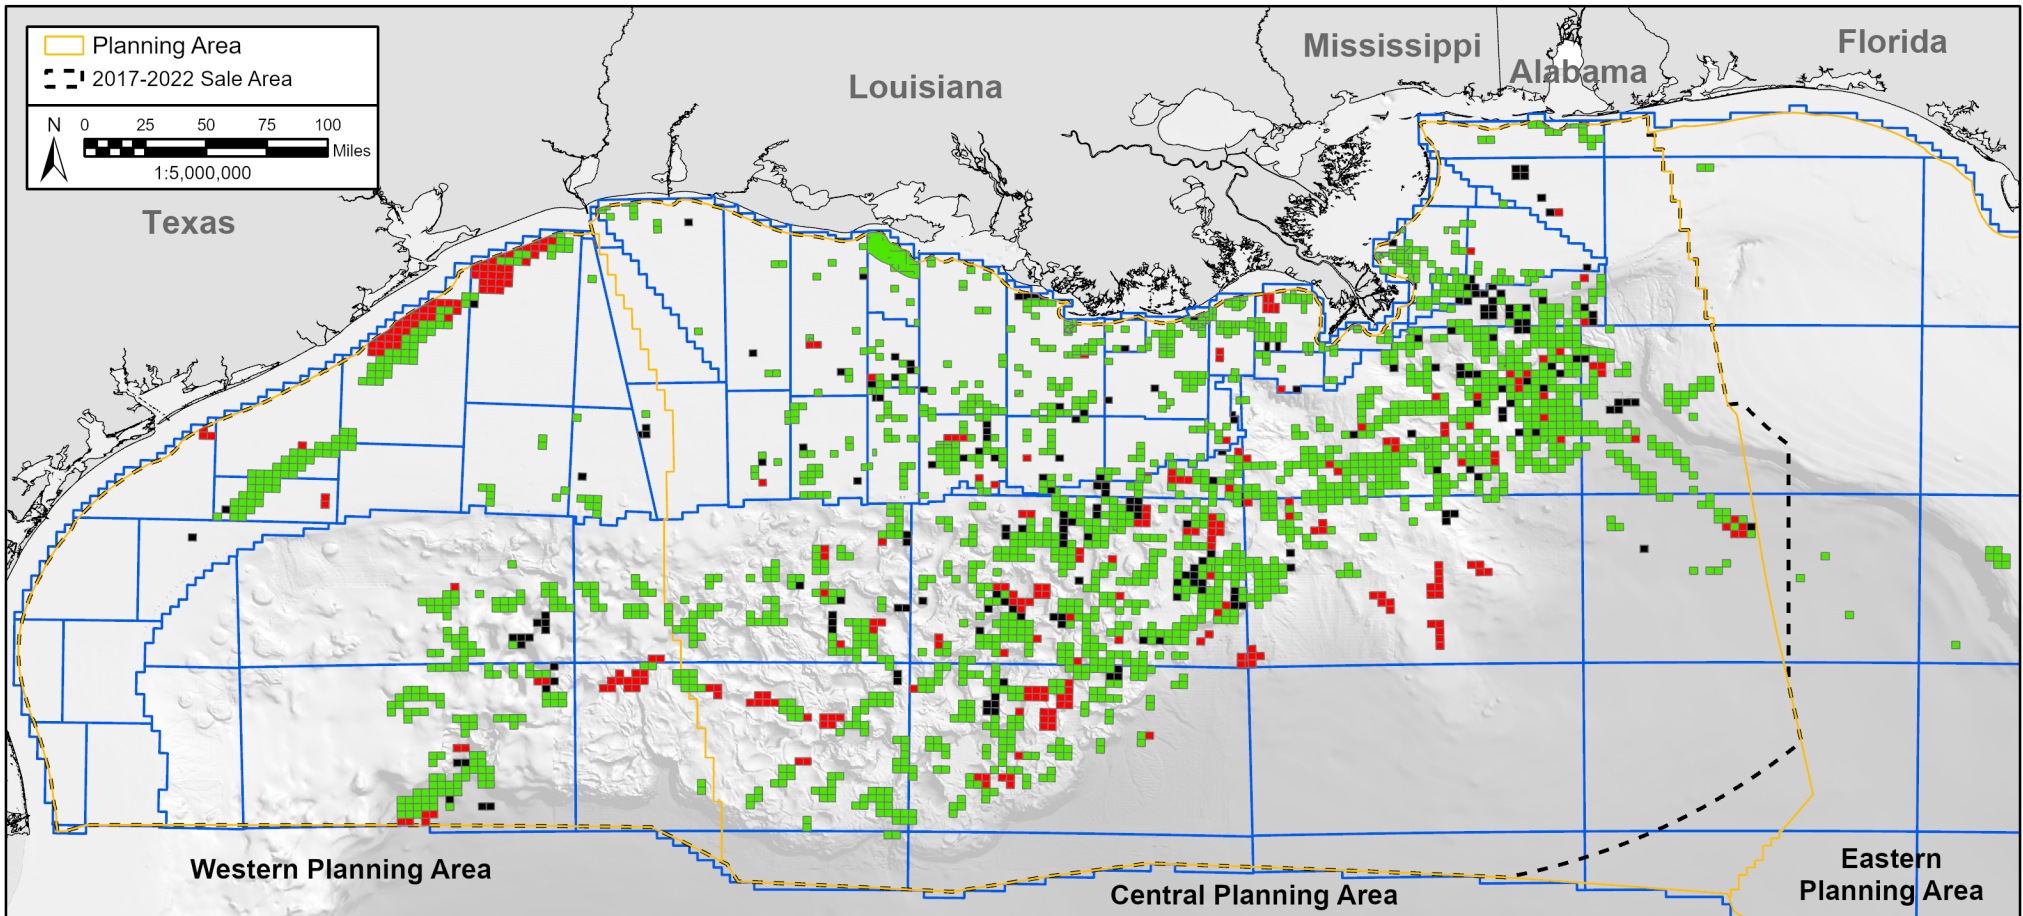 Planning Area
2017-2022 Sale Area
N
0 25 50 75 100
Miles
1:5,000,000
Texas
Louisiana
Mississippi
Alabama
Florida
Western Planning Area
Central Planning Area
Eastern
Planning Area